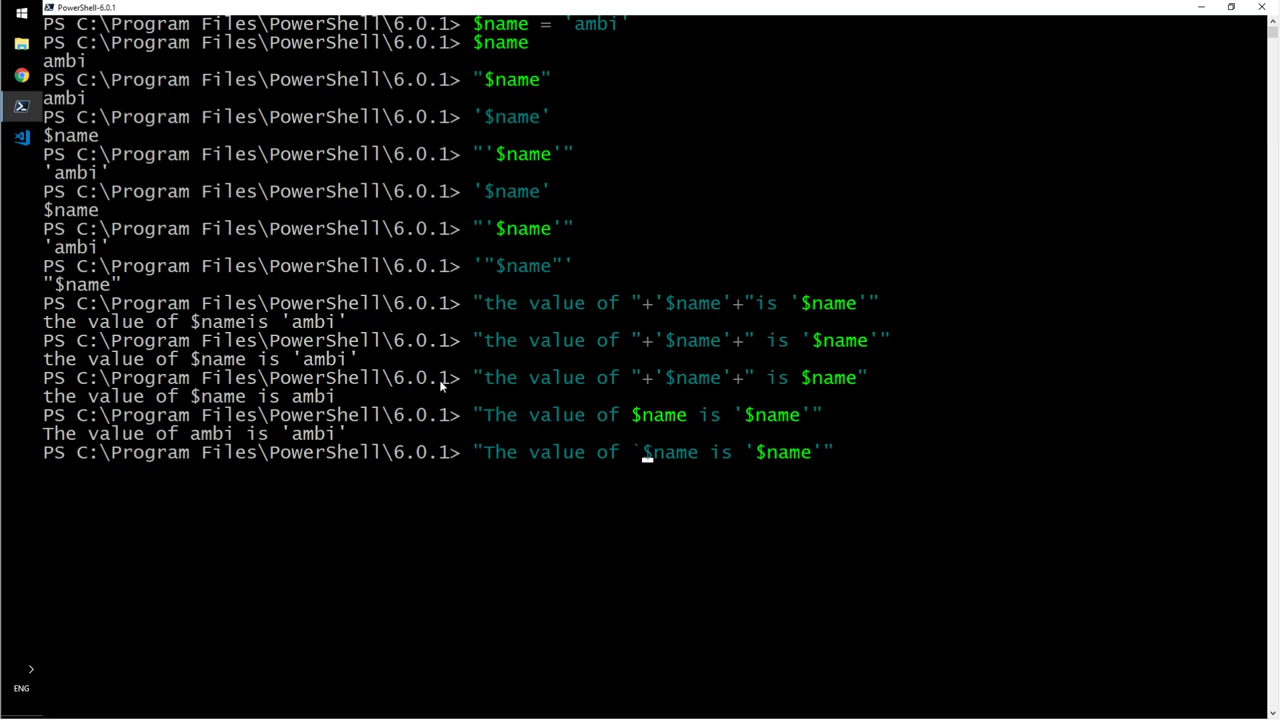 PowerShell-6.0.1
PS C:\Program Files\PowerShell\6.0.1> $name = 'ambi'
PS C:\Program Files\PowerShell\6.0.1> $name
ambi
PS C:\Program Files\PowerShell\6.0.1> "$name"
ambi
PS C:\Program Files\PowerShell\6.0.1> '$name'
$name
PS C:\Program Files\PowerShell\6.0.1> "'$name'"
'ambi'
PS C:\Program Files\PowerShell\6.0.1> '$name'
$name
PS C:\Program Files\PowerShell\6.0.1> "'$name'"
'ambi'
PS C:\Program Files\PowerShell\6.0.1> '"$name"'
"$name"
PS C:\Program Files\PowerShell\6.0.1> "the value of "+'$name'+"is '$name'"
the value of $nameis 'ambi'
PS C:\Program Files\PowerShell\6.0.1> "the value of "+'$name'+" is '$name'"
the value of $name is 'ambi'
PS C:\Program Files\PowerShell\6.0.1> "the value of "+'$name'+" is $name"
the value of $name is ambi
PS C:\Program Files\PowerShell\6.0.1> "The value of $name is '$name'"
The value of ambi is 'ambi'
PS C:\Program Files\PowerShell\6.0.1> "The value of `$name is '$name'"
ENG